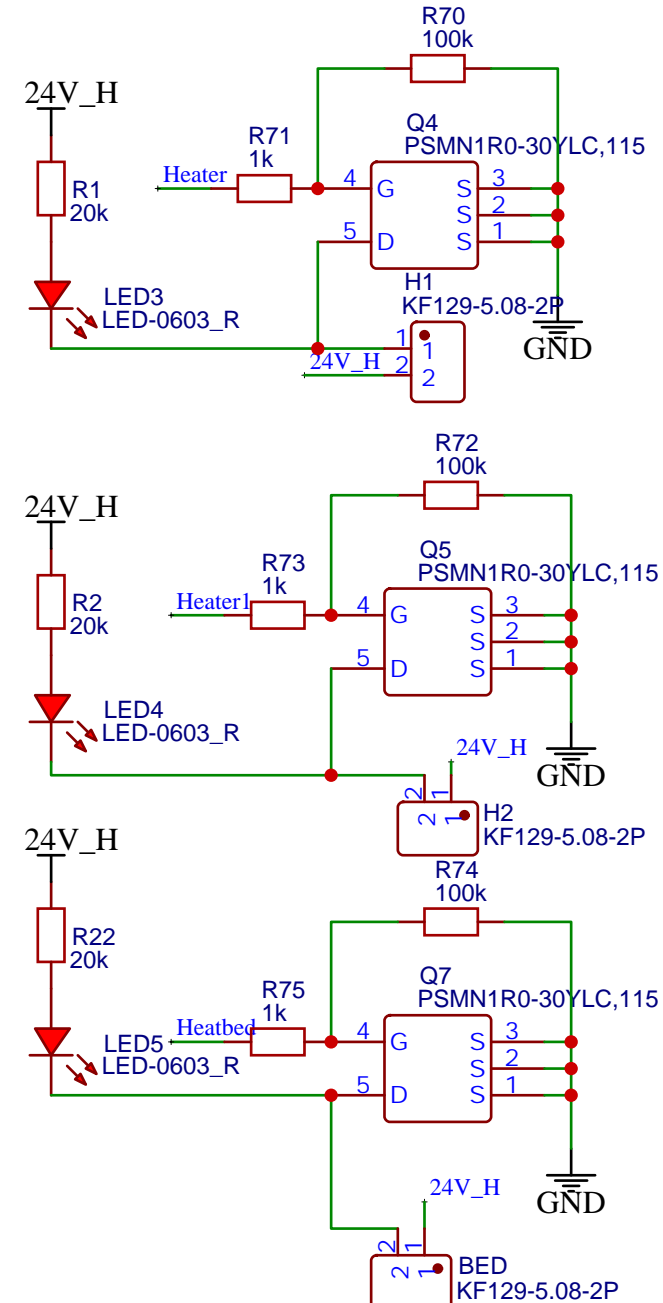 R70
100k
24V_H
Q4
PSMN1R0-30YLC,115
R71
1k
Heater
4
G
S
3
R1
20k
S
2
5
D
S
1
H1
KF129-5.08-2P
LED3
LED-0603_R
1
1
GND
24V_H
2
2
R72
100k
24V_H
Q5
PSMN1R0-30YLC,115
R73
1k
Heater1
4
G
S
3
R2
20k
S
2
5
D
S
1
LED4
LED-0603_R
24V_H
GND
2
1
2
1
H2
KF129-5.08-2P
24V_H
R74
100k
R22
20k
Q7
PSMN1R0-30YLC,115
R75
1k
Heatbed
4
G
S
3
LED5
LED-0603_R
S
2
5
D
S
1
24V_H
GND
2
1
2
1
BED
KF129-5.08-2P